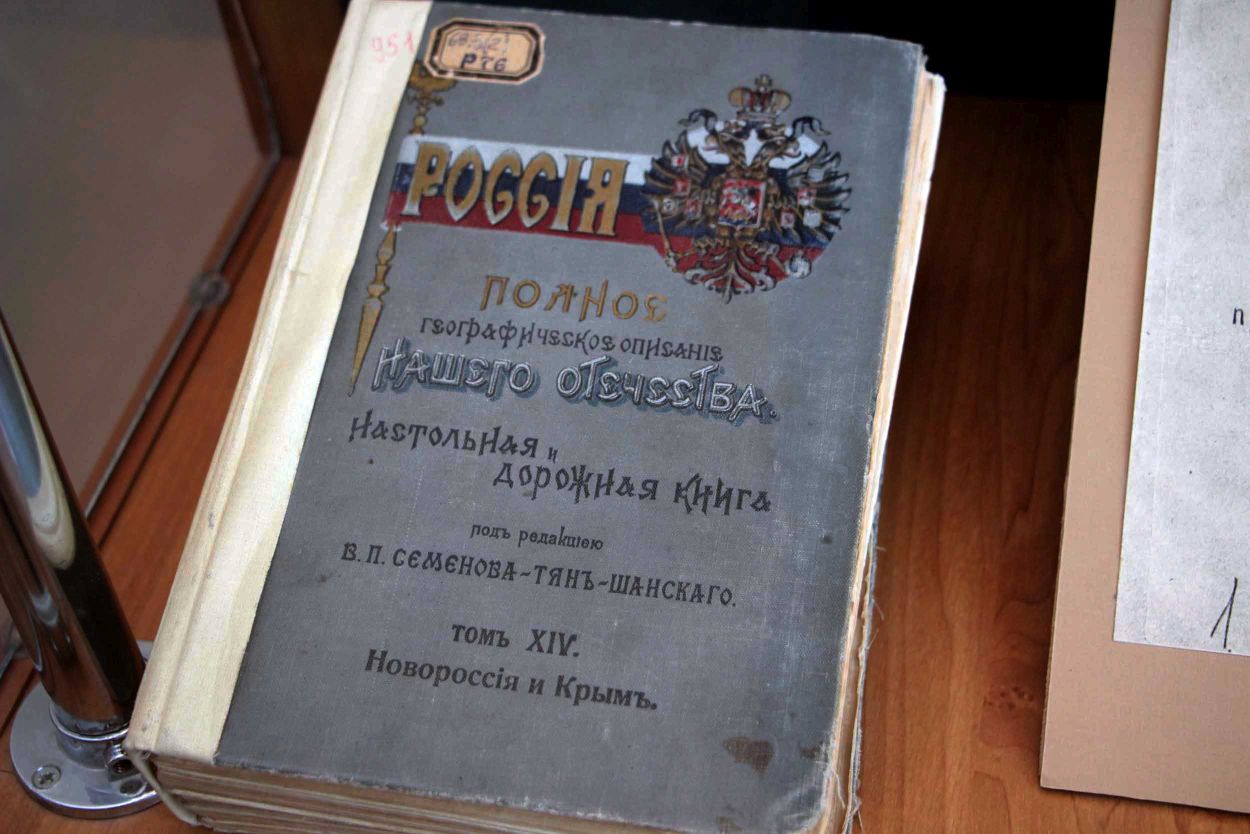 951
Р76
РОССІЯ
ПОЛНОЕ
ГЕОГРАФИЧЕСКОЕ ОПИСАНІЕ
НАШЕГО ОТЕЧЕСТВА.
НАСТОЛЬНАЯ И
ДОРОЖНАЯ КНИГА
подъ редакціею
В.П. СЕМЕНОВА-ТЯНЪ-ШАНСКАГО.
ТОМЪ XIV.
Новороссія и Крымъ.
п